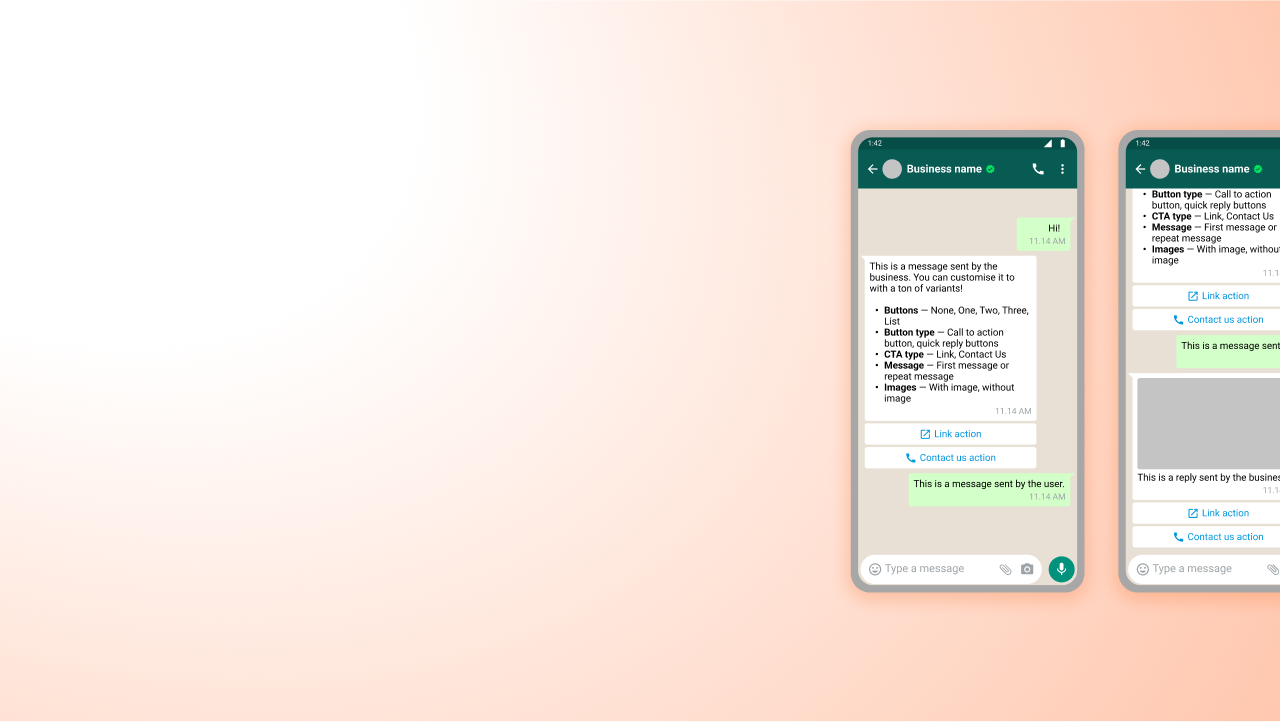 1:42
Business name
Hi!
11.14 AM
This is a message sent by the
business. You can customise it to
with a ton of variants!
• Buttons — None, One, Two, Three,
List
• Button type — Call to action
button, quick reply buttons
• CTA type — Link, Contact Us
• Message — First message or
repeat message
• Images — With image, without
image
11.14 AM
Link action
Contact us action
This is a message sent by the user.
11.14 AM
Type a message
1:42
Business name
• Button type — Call to action
button, quick reply buttons
• CTA type — Link, Contact Us
• Message — First message or
repeat message
• Images — With image, without
image
11.1
Link action
Contact us action
This is a message sent
This is a reply sent by the busines
11.1
Link action
Contact us action
Type a message